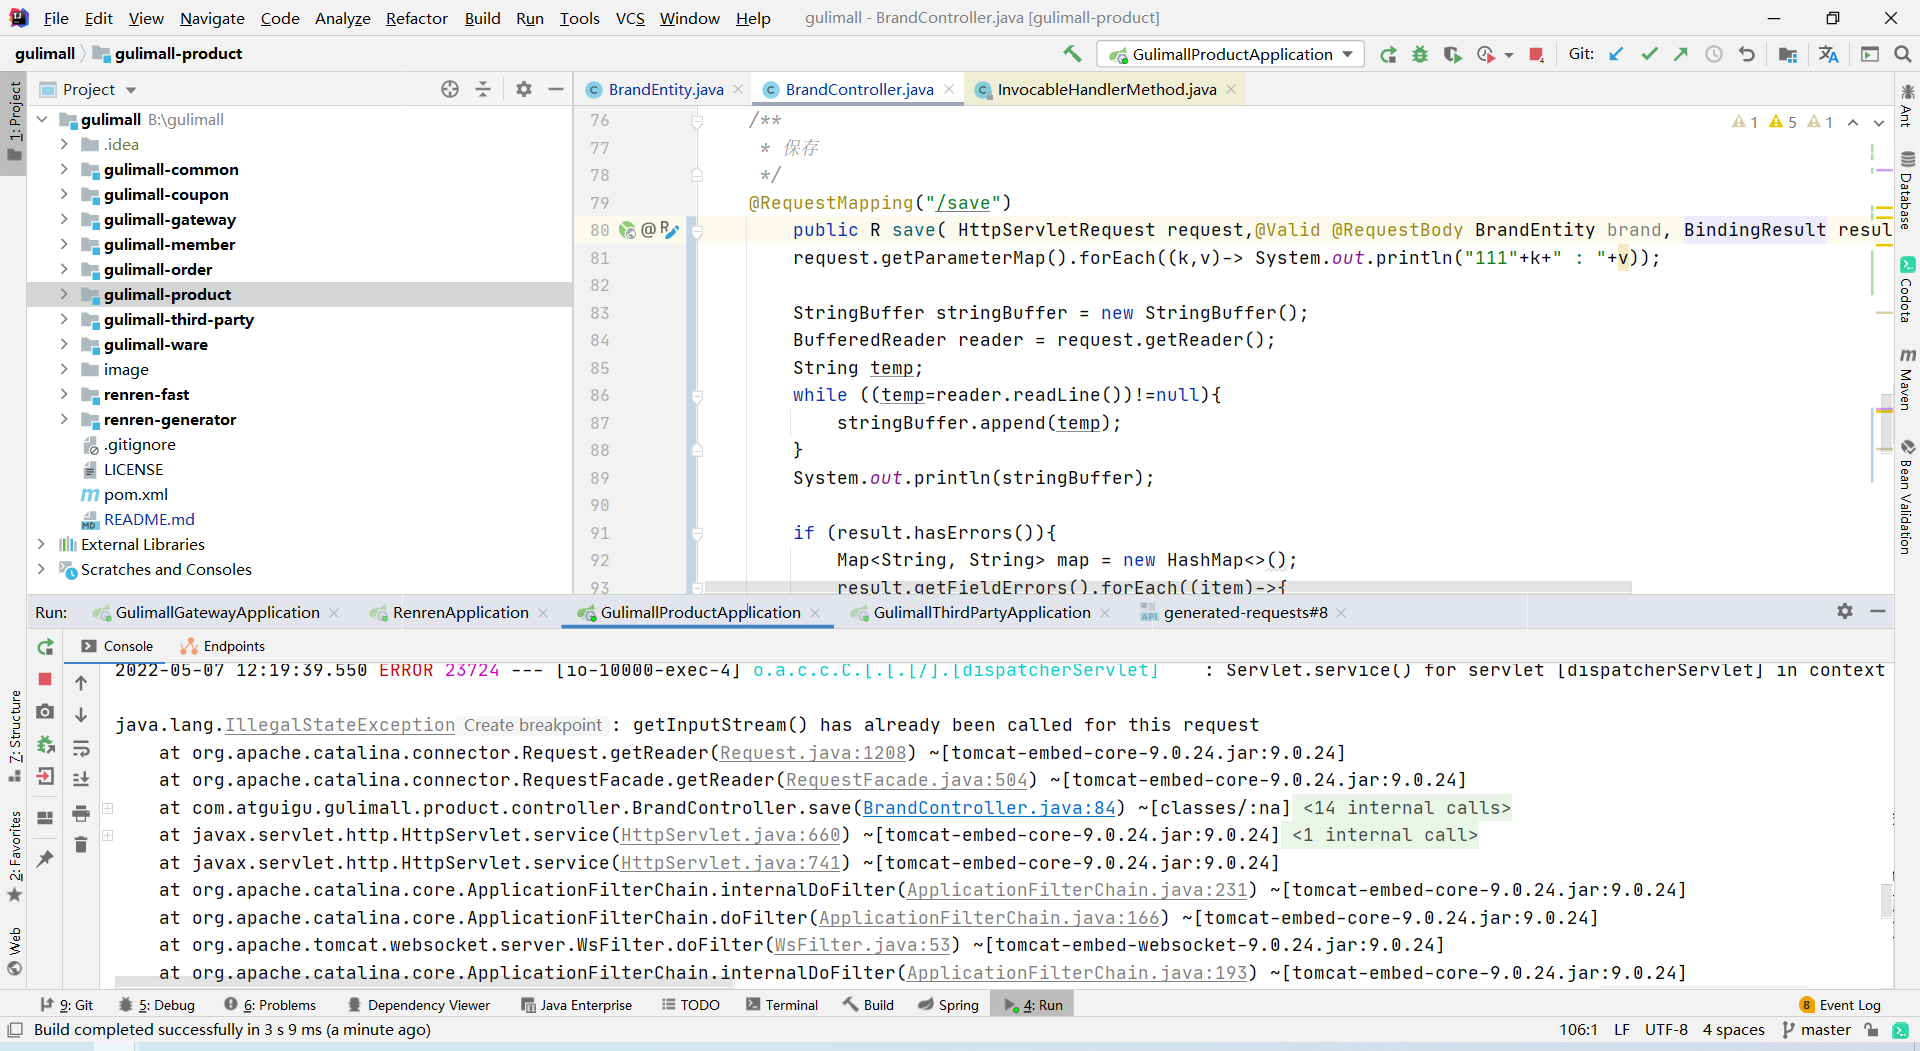 File Edit View Navigate Code Analyze Refactor Build Run Tools VCS Window Help gulimall - BrandController.java [gulimall-product]
gulimall gulimall-product GulimallProductApplication Git:
Project BrandEntity.java BrandController.java InvocableHandlerMethod.java
gulimall B:\gulimall
.idea
gulimall-common
gulimall-coupon
gulimall-gateway
gulimall-member
gulimall-order
gulimall-product
gulimall-third-party
gulimall-ware
image
renren-fast
renren-generator
.gitignore
LICENSE
pom.xml
README.md
External Libraries
Scratches and Consoles
1: Project
7: Structure
2: Favorites
Web
1 5 1
76 /**
77 * 保存
78 */
79 @RequestMapping("/save")
80 public R save( HttpServletRequest request,@Valid @RequestBody BrandEntity brand, BindingResult resul
81 request.getParameterMap().forEach((k,v)-> System.out.println("111"+k+" : "+v));
82
83 StringBuffer stringBuffer = new StringBuffer();
84 BufferedReader reader = request.getReader();
85 String temp;
86 while ((temp=reader.readLine())!=null){
87 stringBuffer.append(temp);
88 }
89 System.out.println(stringBuffer);
90
91 if (result.hasErrors()){
92 Map<String, String> map = new HashMap<>();
93 result.getFieldErrors().forEach((item)->{
Ant
Database
Codota
Maven
Bean Validation
Run: GulimallGatewayApplication RenrenApplication GulimallProductApplication GulimallThirdPartyApplication generated-requests#8
Console Endpoints
2022-05-07 12:19:39.550 ERROR 23724 --- [io-10000-exec-4] o.a.c.c.C.[.[.[/].[dispatcherServlet] : Servlet.service() for servlet [dispatcherServlet] in context
java.lang.IllegalStateException Create breakpoint : getInputStream() has already been called for this request
at org.apache.catalina.connector.Request.getReader(Request.java:1208) ~[tomcat-embed-core-9.0.24.jar:9.0.24]
at org.apache.catalina.connector.RequestFacade.getReader(RequestFacade.java:504) ~[tomcat-embed-core-9.0.24.jar:9.0.24]
at com.atguigu.gulimall.product.controller.BrandController.save(BrandController.java:84) ~[classes/:na] <14 internal calls>
at javax.servlet.http.HttpServlet.service(HttpServlet.java:660) ~[tomcat-embed-core-9.0.24.jar:9.0.24] <1 internal call>
at javax.servlet.http.HttpServlet.service(HttpServlet.java:741) ~[tomcat-embed-core-9.0.24.jar:9.0.24]
at org.apache.catalina.core.ApplicationFilterChain.internalDoFilter(ApplicationFilterChain.java:231) ~[tomcat-embed-core-9.0.24.jar:9.0.24]
at org.apache.catalina.core.ApplicationFilterChain.doFilter(ApplicationFilterChain.java:166) ~[tomcat-embed-core-9.0.24.jar:9.0.24]
at org.apache.tomcat.websocket.server.WsFilter.doFilter(WsFilter.java:53) ~[tomcat-embed-websocket-9.0.24.jar:9.0.24]
at org.apache.catalina.core.ApplicationFilterChain.internalDoFilter(ApplicationFilterChain.java:193) ~[tomcat-embed-core-9.0.24.jar:9.0.24]
9: Git 5: Debug 6: Problems Dependency Viewer Java Enterprise TODO Terminal Build Spring 4: Run 8 Event Log
Build completed successfully in 3 s 9 ms (a minute ago) 106:1 LF UTF-8 4 spaces master